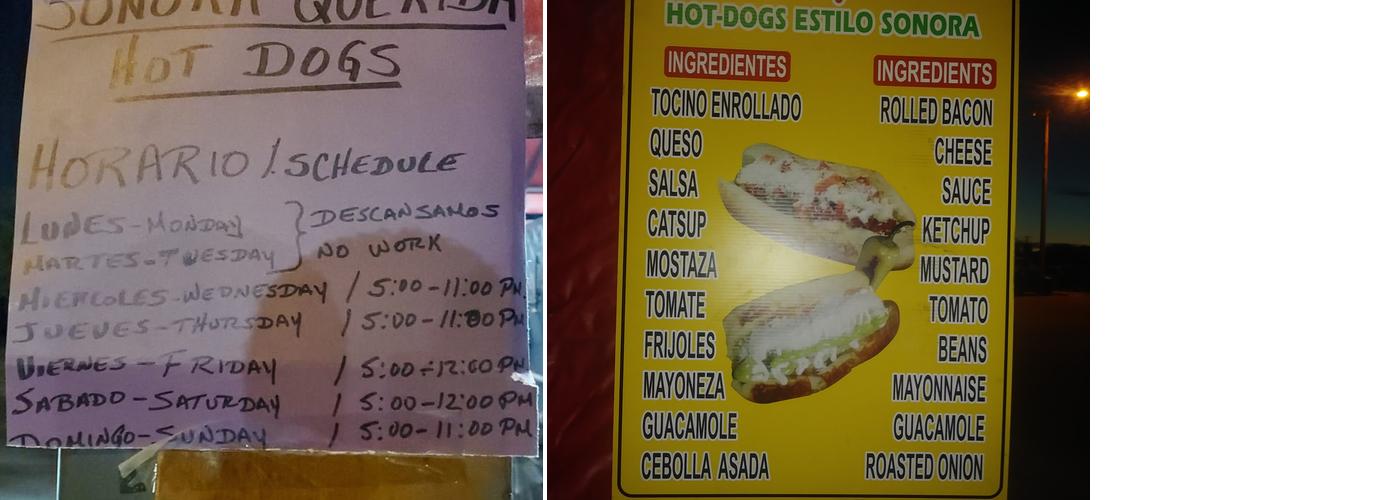 SONORA QUERIDA
HOT DOGS
HORARIO / SCHEDULE
LUNES-MONDAY } DESCANSAMOS
MARTES-TUESDAY NO WORK
MIERCOLES-WEDNESDAY / 5:00-11:00 PM.
JUEVES-THURSDAY / 5:00-11:00 PM
VIERNES-FRIDAY / 5:00-12:00 PM
SABADO-SATURDAY / 5:00-12:00 PM
DOMINGO-SUNDAY / 5:00-11:00 PM
HOT-DOGS ESTILO SONORA
INGREDIENTES
TOCINO ENROLLADO
QUESO
SALSA
CATSUP
MOSTAZA
TOMATE
FRIJOLES
MAYONEZA
GUACAMOLE
CEBOLLA ASADA
INGREDIENTS
ROLLED BACON
CHEESE
SAUCE
KETCHUP
MUSTARD
TOMATO
BEANS
MAYONNAISE
GUACAMOLE
ROASTED ONION